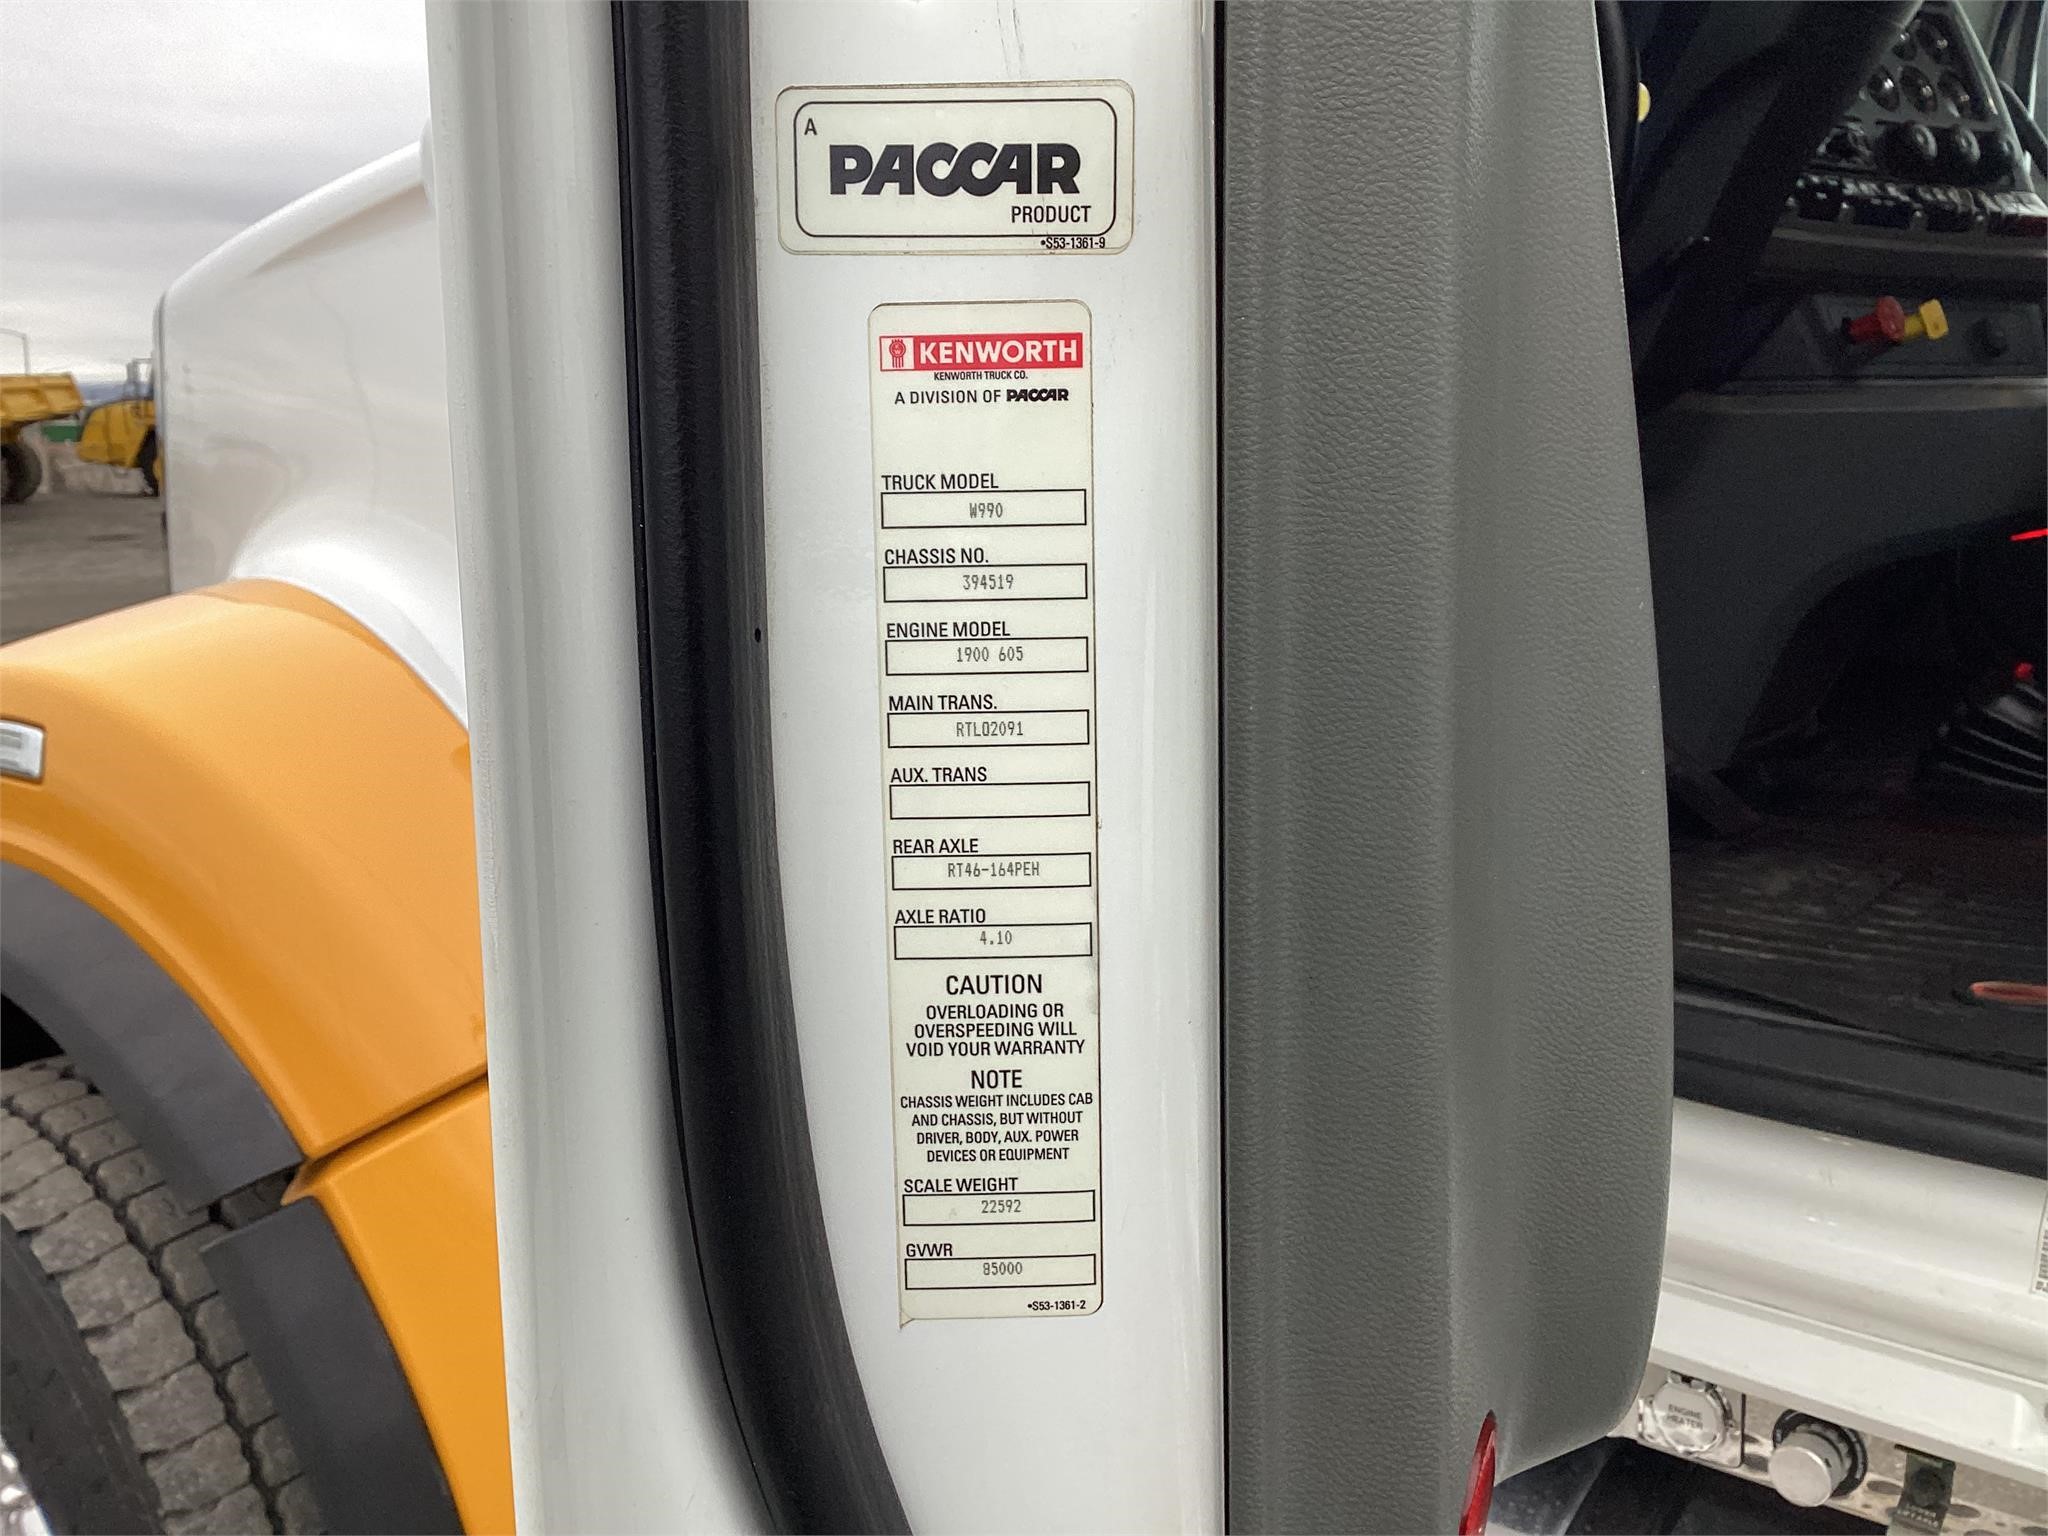 A
PACCAR
PRODUCT
•S53-1361-9
KENWORTH
KENWORTH TRUCK CO.
A DIVISION OF PACCAR
TRUCK MODEL
W990
CHASSIS NO.
394519
ENGINE MODEL
1900 605
MAIN TRANS.
RTLO2091
AUX. TRANS
REAR AXLE
RT46-164PEH
AXLE RATIO
4.10
CAUTION
OVERLOADING OR
OVERSPEEDING WILL
VOID YOUR WARRANTY
NOTE
CHASSIS WEIGHT INCLUDES CAB
AND CHASSIS, BUT WITHOUT
DRIVER, BODY, AUX. POWER
DEVICES OR EQUIPMENT
SCALE WEIGHT
22592
GVWR
85000
•S53-1361-2
ENGINE
HEATER